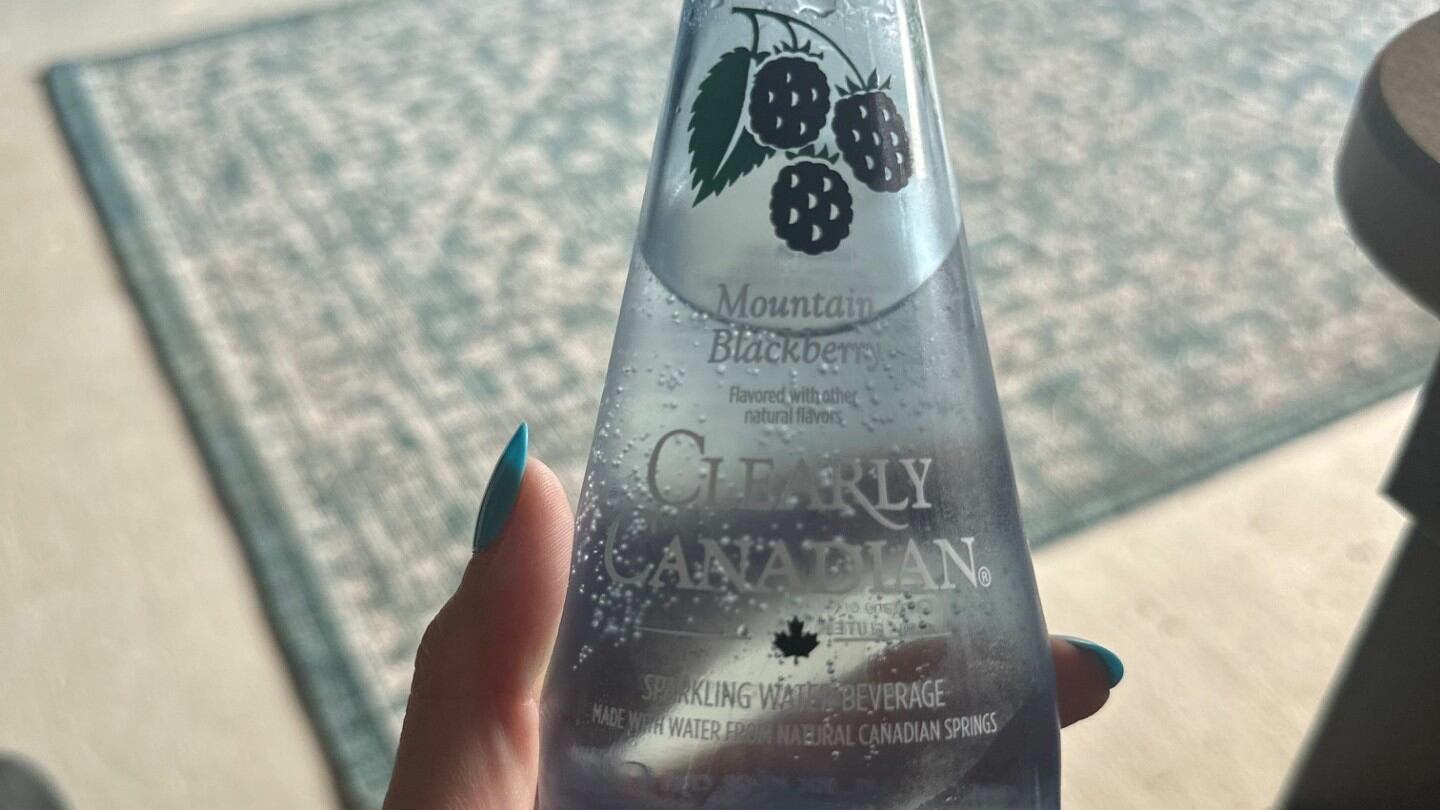 Mountain
Blackberry
Flavored with other
natural flavors
CLEARLY
CANADIAN®
SPARKLING WATER BEVERAGE
MADE WITH WATER FROM NATURAL CANADIAN SPRINGS